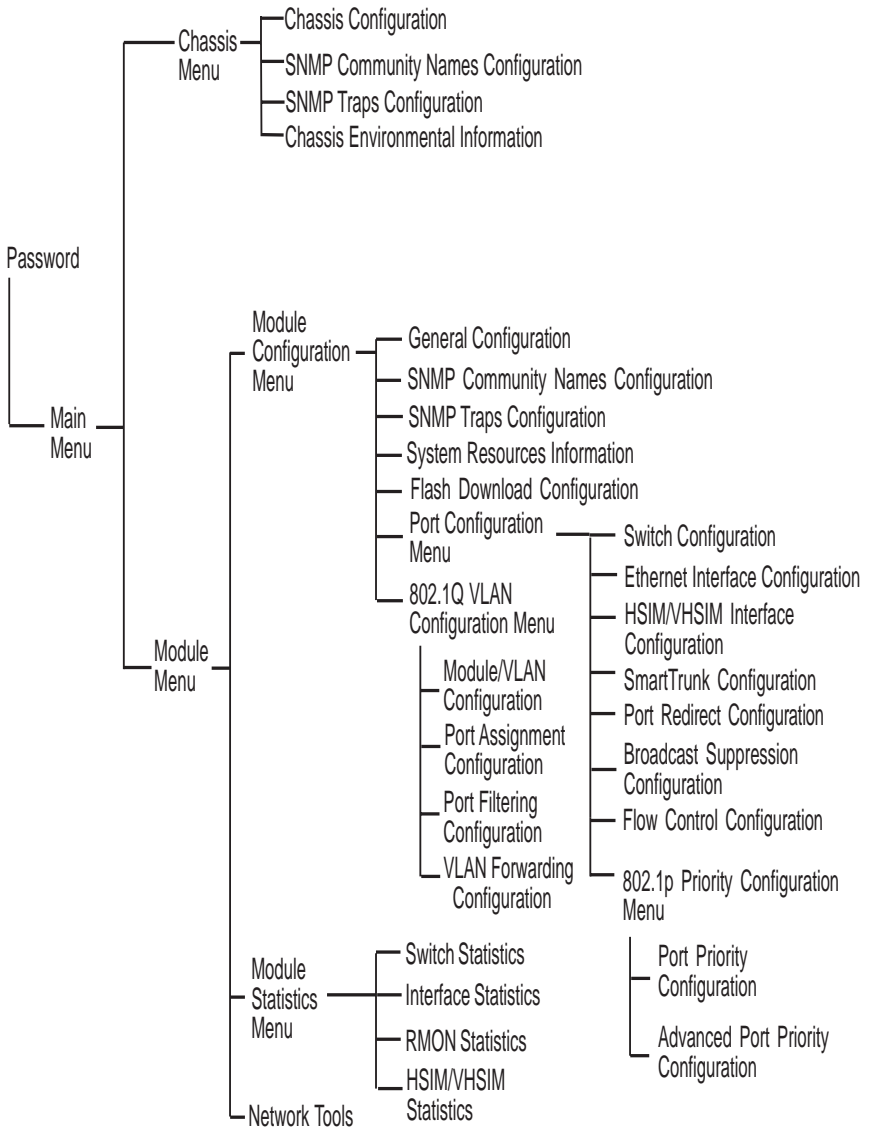 Password
Main
Menu
Chassis
Menu
Chassis Configuration
SNMP Community Names Configuration
SNMP Traps Configuration
Chassis Environmental Information
Module
Menu
Module
Configuration
Menu
General Configuration
SNMP Community Names Configuration
SNMP Traps Configuration
System Resources Information
Flash Download Configuration
Port Configuration
Menu
Switch Configuration
Ethernet Interface Configuration
HSIM/VHSIM Interface
Configuration
SmartTrunk Configuration
Port Redirect Configuration
Broadcast Suppression
Configuration
Flow Control Configuration
802.1p Priority Configuration
Menu
Port Priority
Configuration
Advanced Port Priority
Configuration
802.1Q VLAN
Configuration Menu
Module/VLAN
Configuration
Port Assignment
Configuration
Port Filtering
Configuration
VLAN Forwarding
Configuration
Module
Statistics
Menu
Switch Statistics
Interface Statistics
RMON Statistics
HSIM/VHSIM
Statistics
Network Tools